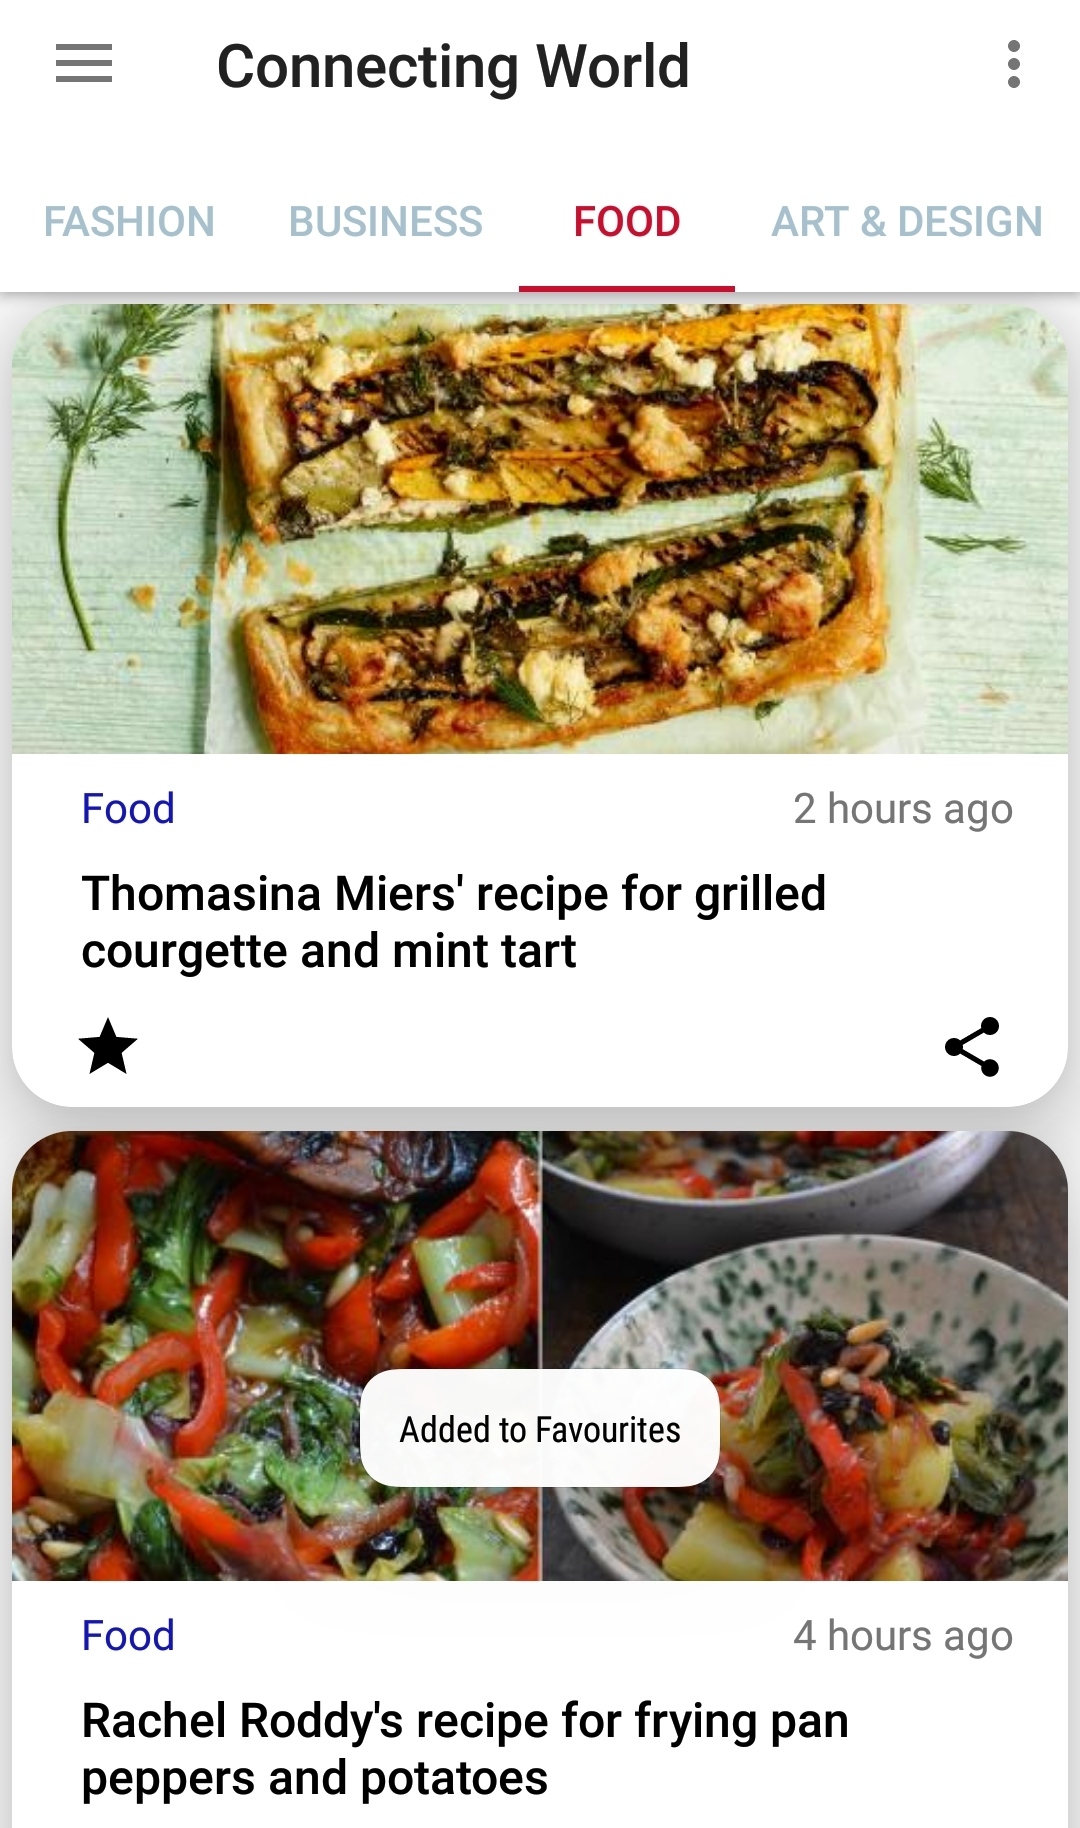 Connecting World
FASHION BUSINESS FOOD ART & DESIGN
Food 2 hours ago
Thomasina Miers' recipe for grilled
courgette and mint tart
Added to Favourites
Food 4 hours ago
Rachel Roddy's recipe for frying pan
peppers and potatoes